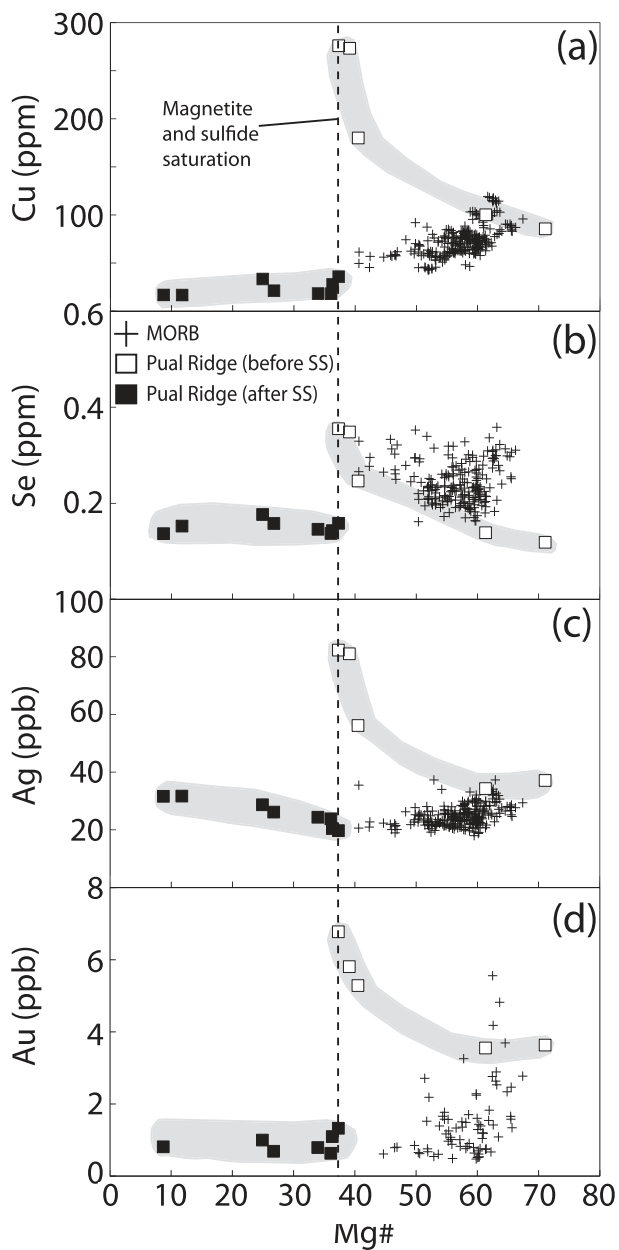 300
200
100
Cu (ppm)
(a)
Magnetite
and sulfide
saturation
0.6
0.4
0.2
Se (ppm)
(b)
MORB
Pual Ridge (before SS)
Pual Ridge (after SS)
100
80
60
40
20
Ag (ppb)
(c)
8
6
4
2
0
Au (ppb)
(d)
0 10 20 30 40 50 60 70 80
Mg#